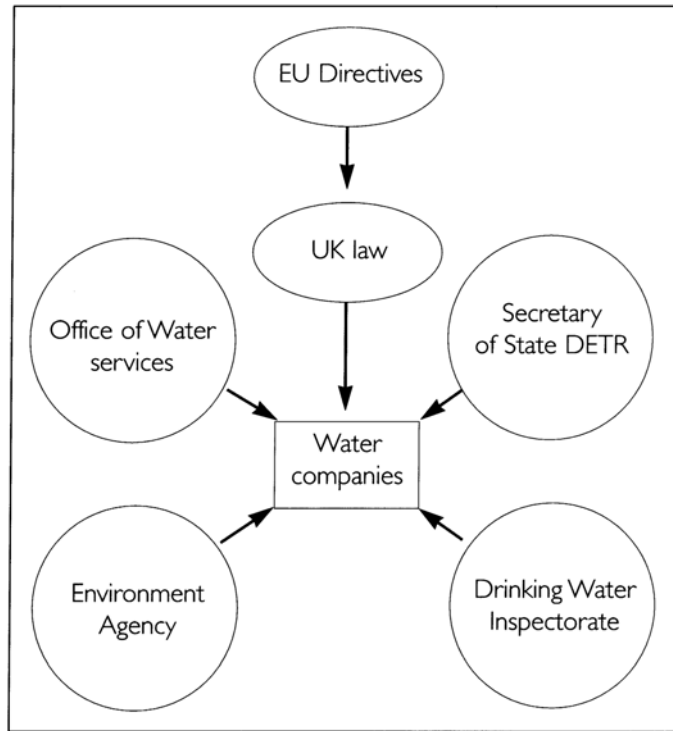 EU Directives
UK law
Office of Water
services
Secretary
of State DETR
Water
companies
Environment
Agency
Drinking Water
Inspectorate